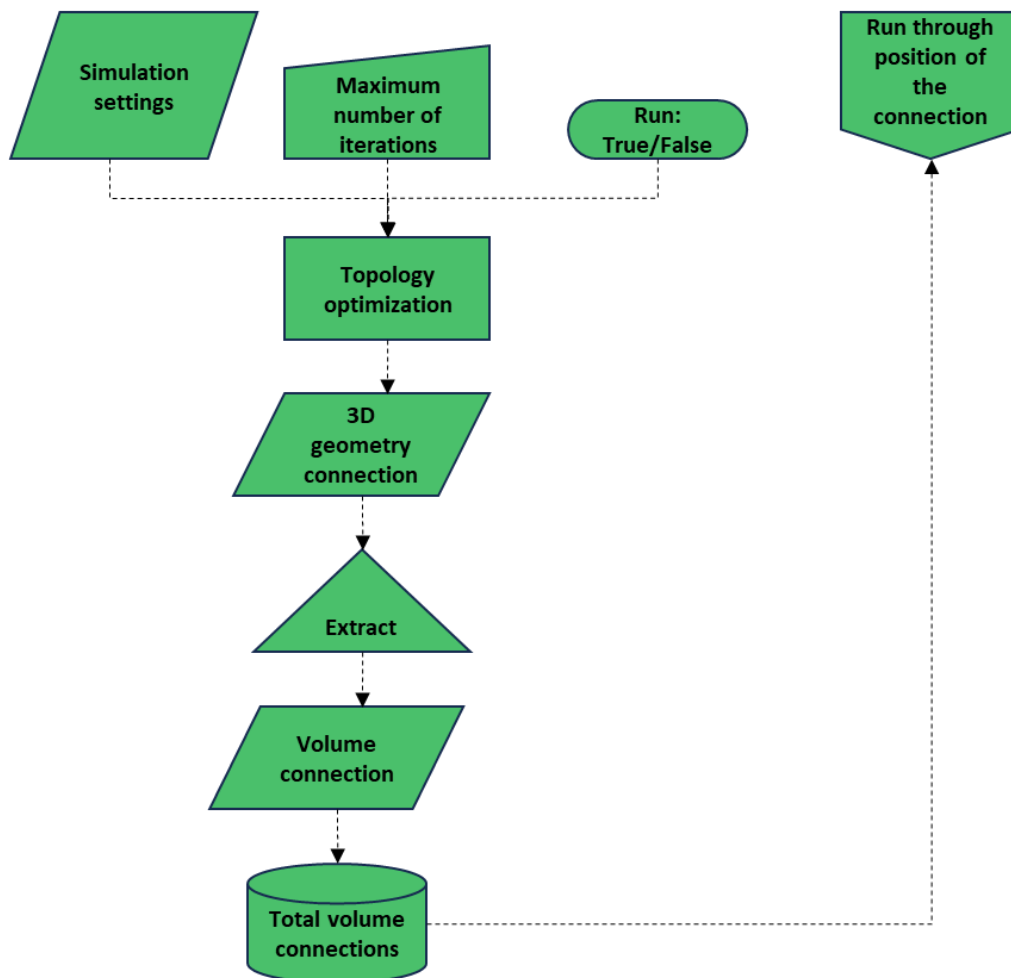 Simulation
settings
Maximum
number of
iterations
Run:
True/False
Run through
position of
the
connection
Topology
optimization
3D
geometry
connection
Extract
Volume
connection
Total volume
connections